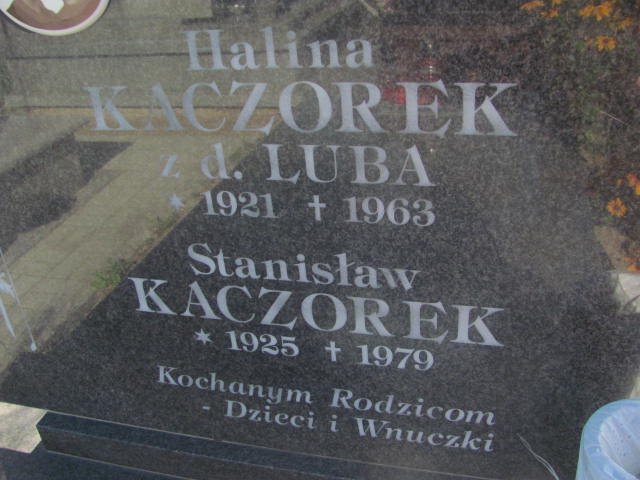 Halina
KACZOREK
z d. LUBA
* 1921 ✝ 1963
Stanisław
KACZOREK
* 1925 ✝ 1979
Kochanym Rodzicom
- Dzieci i Wnuczki